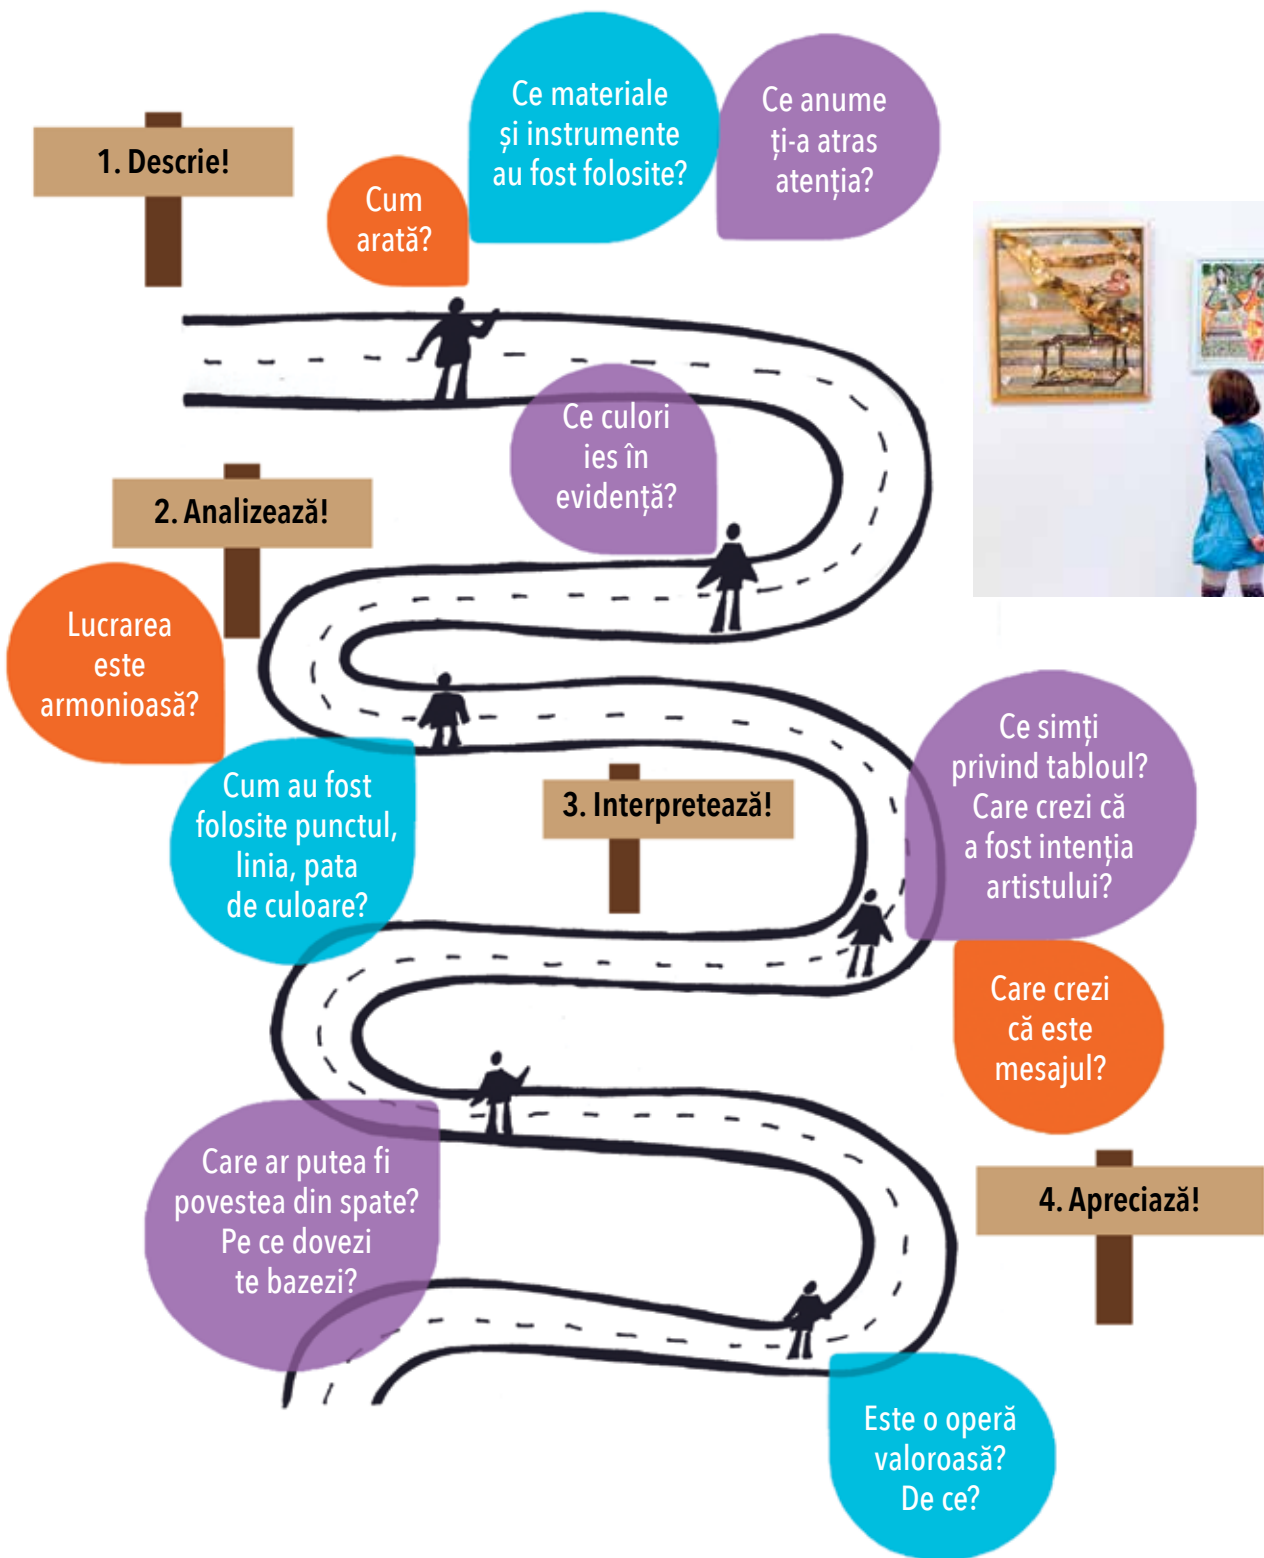 1. Descrie!
Cum
arată?
Ce materiale
și instrumente
au fost folosite?
Ce anume
ți-a atras
atenția?
Ce culori
ies în
evidență?
2. Analizează!
Lucrarea
este
armonioasă?
Cum au fost
folosite punctul,
linia, pata
de culoare?
3. Interpretează!
Ce simți
privind tabloul?
Care crezi că
a fost intenția
artistului?
Care crezi
că este
mesajul?
Care ar putea fi
povestea din spate?
Pe ce dovezi
te bazezi?
4. Apreciază!
Este o operă
valoroasă?
De ce?